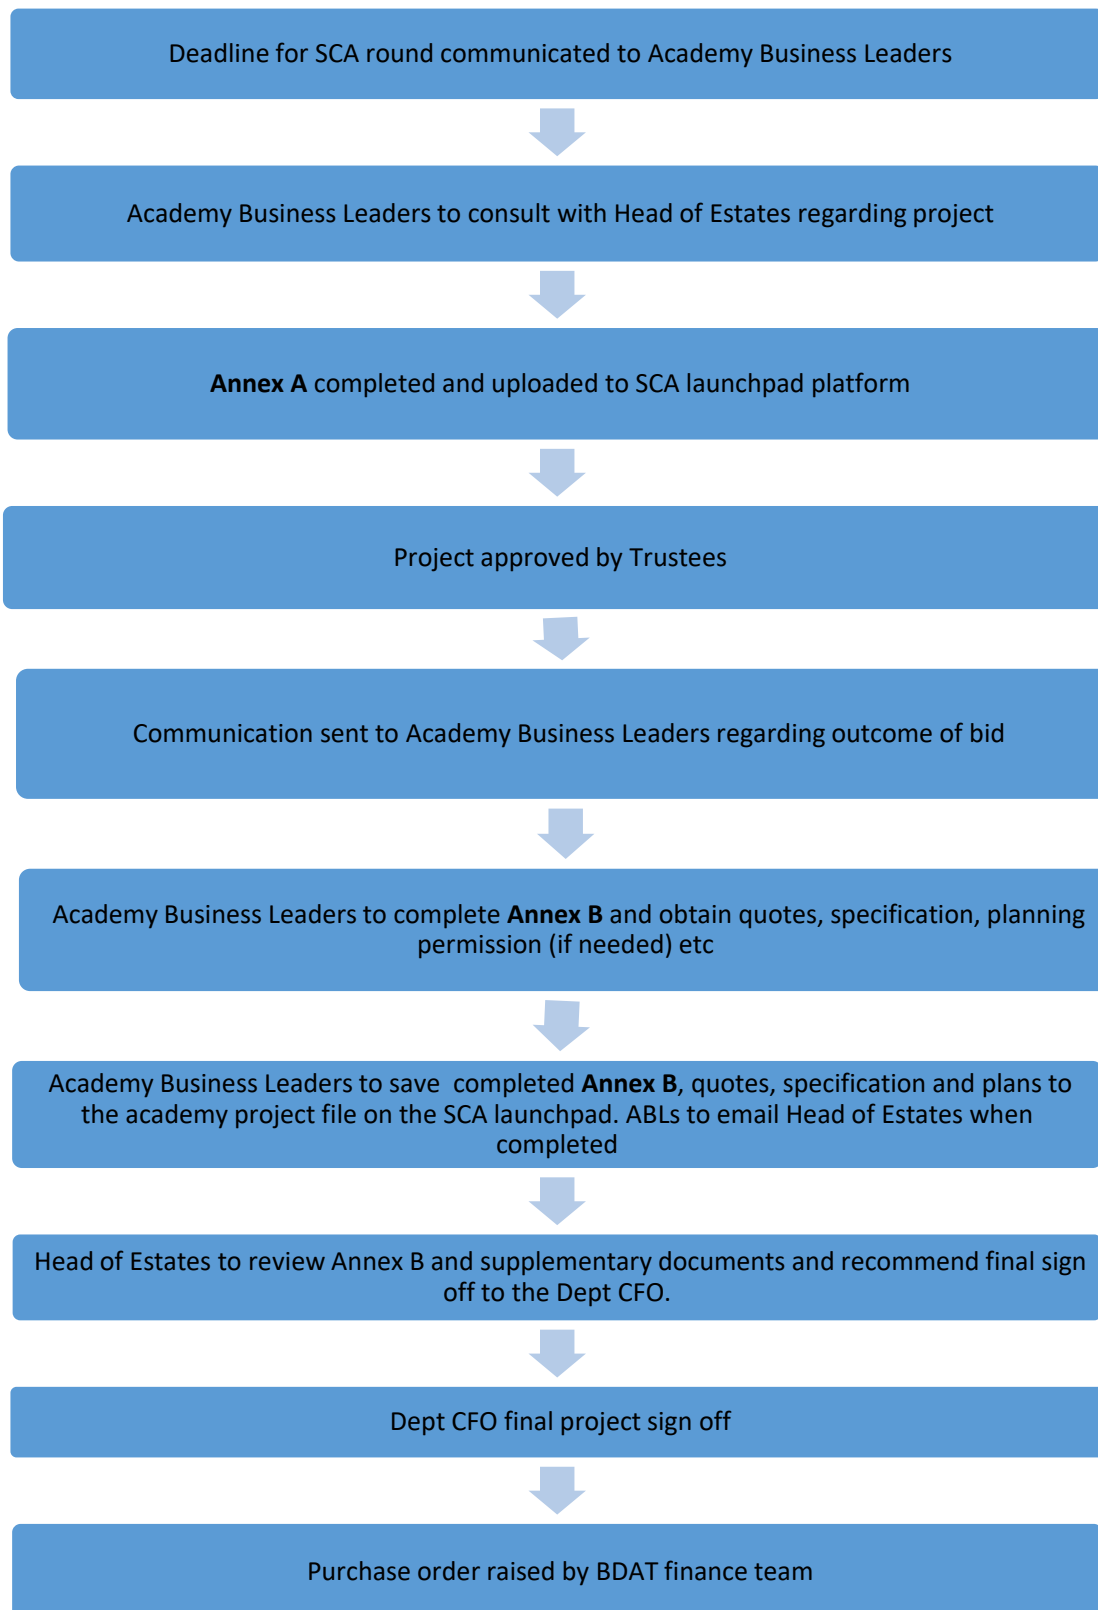 Deadline for SCA round communicated to Academy Business Leaders
Academy Business Leaders to consult with Head of Estates regarding project
Annex A completed and uploaded to SCA launchpad platform
Project approved by Trustees
Communication sent to Academy Business Leaders regarding outcome of bid
Academy Business Leaders to complete Annex B and obtain quotes, specification, planning
permission (if needed) etc
Academy Business Leaders to save  completed Annex B, quotes, specification and plans to
the academy project file on the SCA launchpad. ABLs to email Head of Estates when
completed
Head of Estates to review Annex B and supplementary documents and recommend final sign
off to the Dept CFO.
Dept CFO final project sign off
Purchase order raised by BDAT finance team